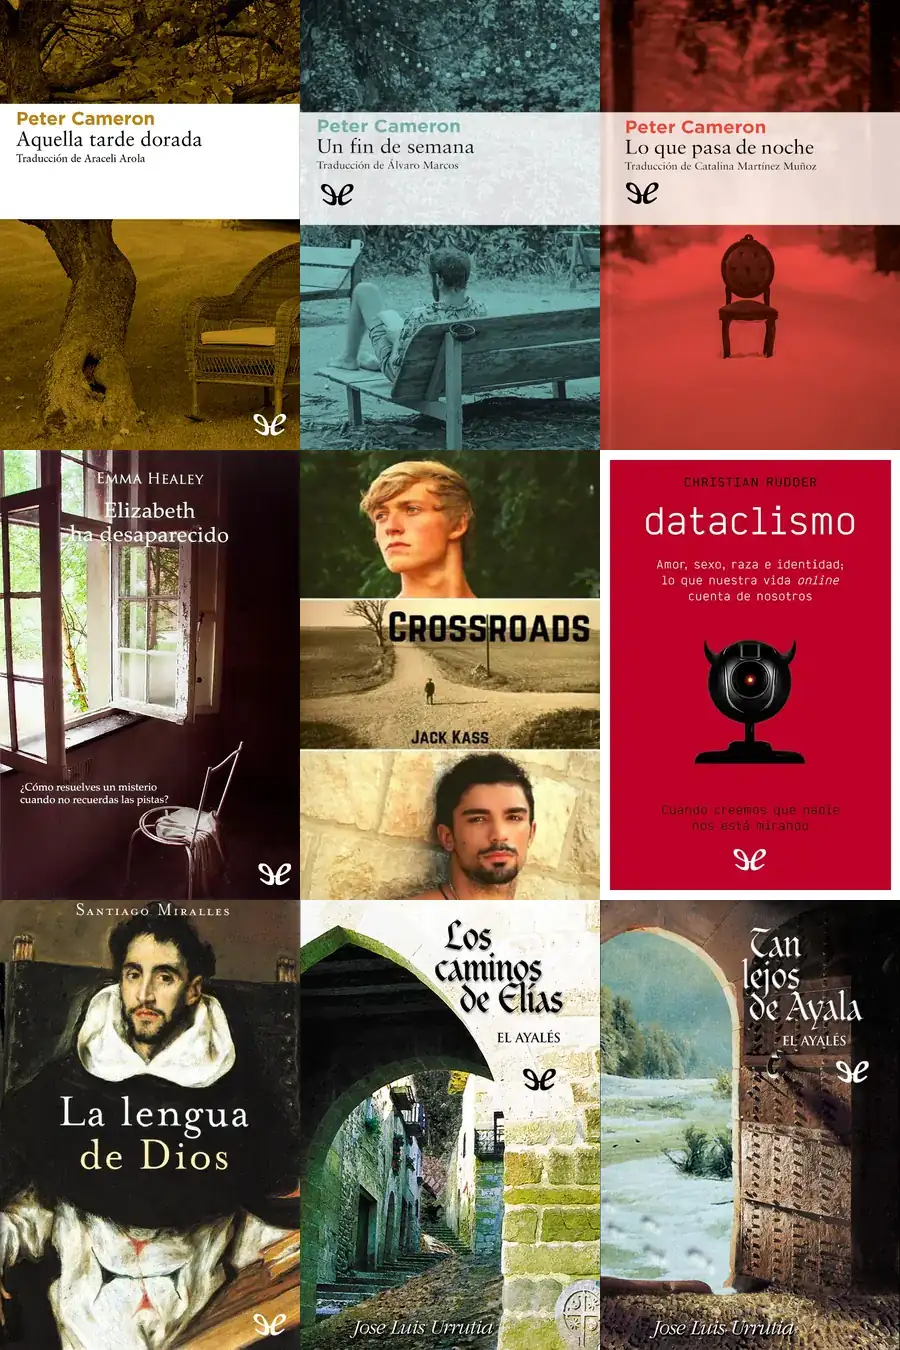 Peter Cameron
Aquella tarde dorada
Traducción de Araceli Arola
Peter Cameron
Un fin de semana
Traducción de Álvaro Marcos
Peter Cameron
Lo que pasa de noche
Traducción de Catalina Martínez Muñoz
EMMA HEALEY
Elizabeth
ha desaparecido
¿Cómo resuelves un misterio
cuando no recuerdas las pistas?
CROSSROADS
JACK KASS
CHRISTIAN RUDDER
dataclismo
Amor, sexo, raza e identidad;
lo que nuestra vida online
cuenta de nosotros
Cuando creemos que nadie
nos está mirando
SANTIAGO MIRALLES
La lengua
de Dios
Los
caminos
de Elías
EL AYALÉS
Jose Luis Urrutia
Tan
lejos
de Ayala
EL AYALÉS
Jose Luis Urrutia